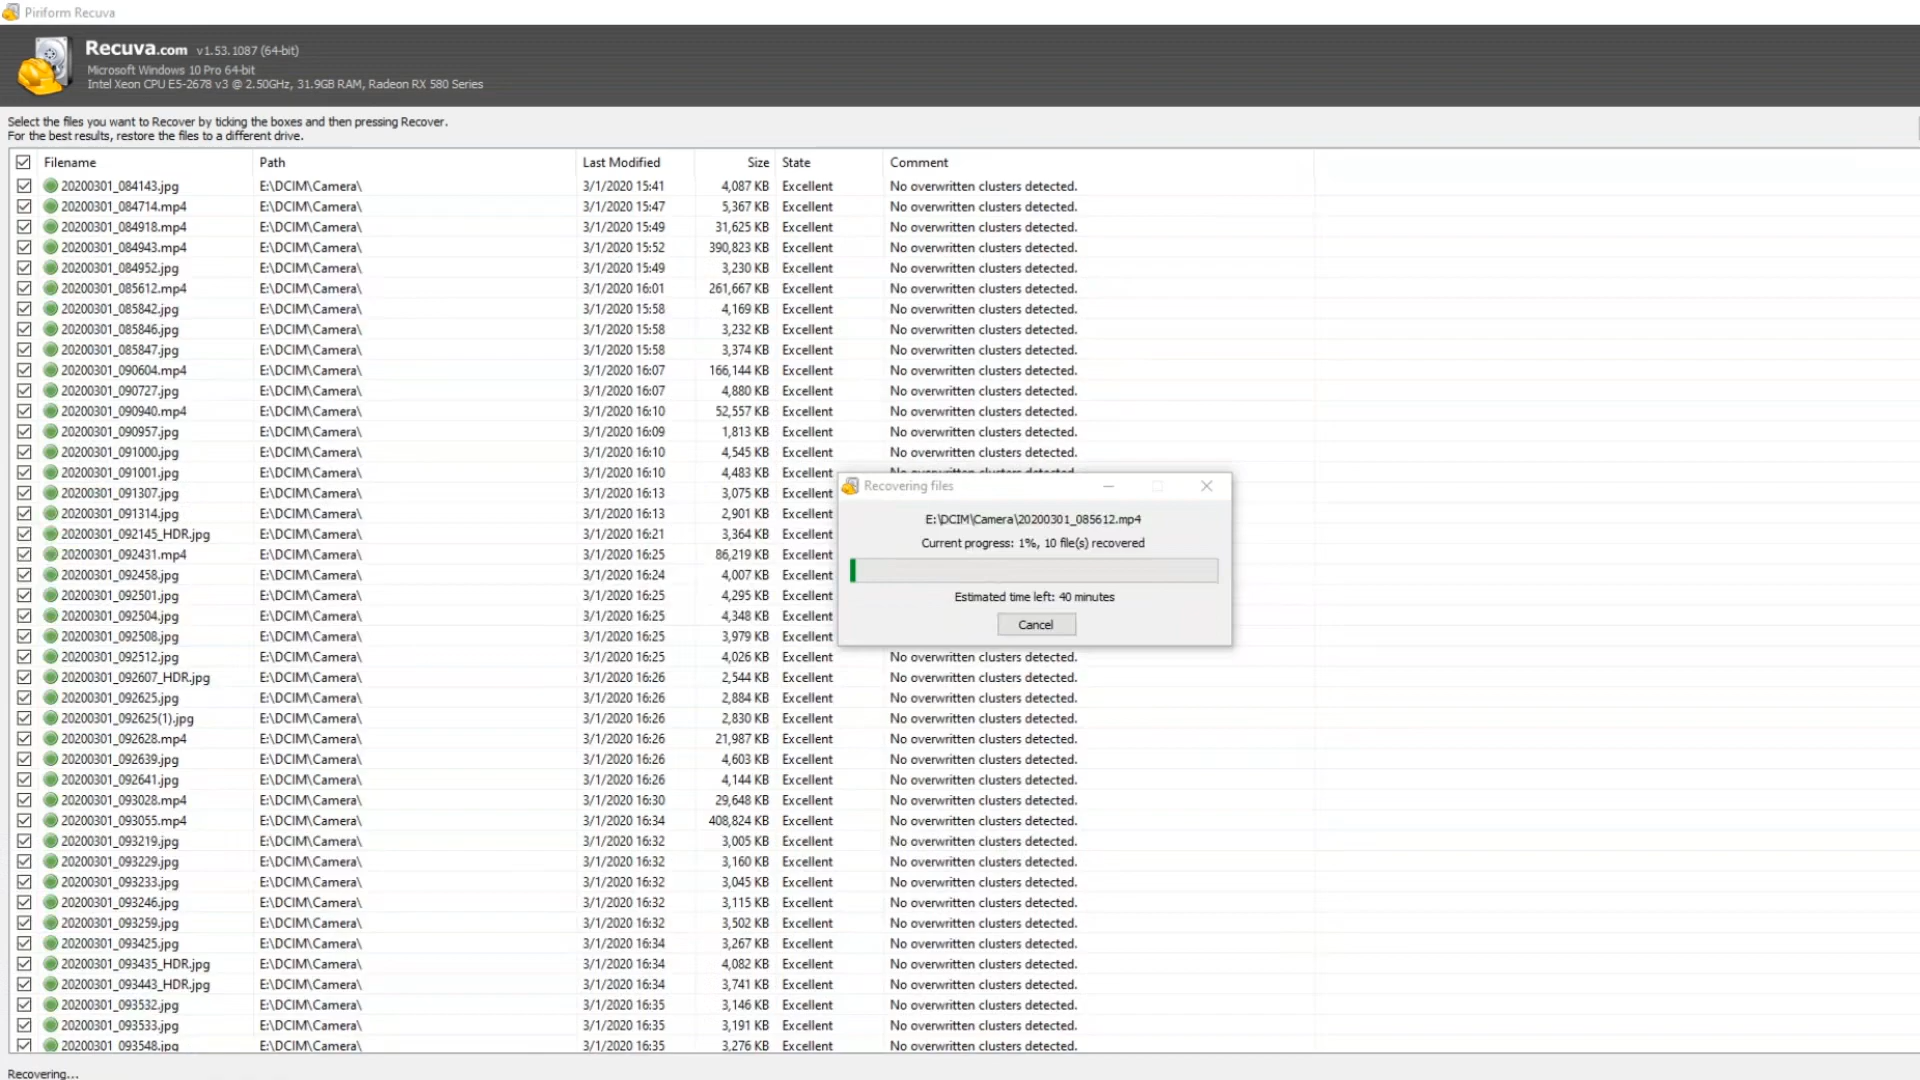 Piriform Recuva
Recuva.com v1.53.1087 (64-bit)
Microsoft Windows 10 Pro 64-bit
Intel Xeon CPU E5-2678 v3 @ 2.50GHz, 31.9GB RAM, Radeon RX 580 Series
Select the files you want to Recover by ticking the boxes and then pressing Recover.
For the best results, restore the files to a different drive.
Filename Path Last Modified Size State Comment
20200301_084143.jpg E:\DCIM\Camera\ 3/1/2020 15:41 4,087 KB Excellent No overwritten clusters detected.
20200301_084714.mp4 E:\DCIM\Camera\ 3/1/2020 15:47 5,367 KB Excellent No overwritten clusters detected.
20200301_084918.mp4 E:\DCIM\Camera\ 3/1/2020 15:49 31,625 KB Excellent No overwritten clusters detected.
20200301_084943.mp4 E:\DCIM\Camera\ 3/1/2020 15:52 390,823 KB Excellent No overwritten clusters detected.
20200301_084952.jpg E:\DCIM\Camera\ 3/1/2020 15:49 3,230 KB Excellent No overwritten clusters detected.
20200301_085612.mp4 E:\DCIM\Camera\ 3/1/2020 16:01 261,667 KB Excellent No overwritten clusters detected.
20200301_085842.jpg E:\DCIM\Camera\ 3/1/2020 15:58 4,169 KB Excellent No overwritten clusters detected.
20200301_085846.jpg E:\DCIM\Camera\ 3/1/2020 15:58 3,232 KB Excellent No overwritten clusters detected.
20200301_085847.jpg E:\DCIM\Camera\ 3/1/2020 15:58 3,374 KB Excellent No overwritten clusters detected.
20200301_090604.mp4 E:\DCIM\Camera\ 3/1/2020 16:07 166,144 KB Excellent No overwritten clusters detected.
20200301_090727.jpg E:\DCIM\Camera\ 3/1/2020 16:07 4,880 KB Excellent No overwritten clusters detected.
20200301_090940.mp4 E:\DCIM\Camera\ 3/1/2020 16:10 52,557 KB Excellent No overwritten clusters detected.
20200301_090957.jpg E:\DCIM\Camera\ 3/1/2020 16:09 1,813 KB Excellent No overwritten clusters detected.
20200301_091000.jpg E:\DCIM\Camera\ 3/1/2020 16:10 4,545 KB Excellent No overwritten clusters detected.
20200301_091001.jpg E:\DCIM\Camera\ 3/1/2020 16:10 4,483 KB Excellent No overwritten clusters detected.
20200301_091307.jpg E:\DCIM\Camera\ 3/1/2020 16:13 3,075 KB Excellent
20200301_091314.jpg E:\DCIM\Camera\ 3/1/2020 16:13 2,901 KB Excellent
20200301_092145_HDR.jpg E:\DCIM\Camera\ 3/1/2020 16:21 3,364 KB Excellent
20200301_092431.mp4 E:\DCIM\Camera\ 3/1/2020 16:25 86,219 KB Excellent
20200301_092458.jpg E:\DCIM\Camera\ 3/1/2020 16:24 4,007 KB Excellent
20200301_092501.jpg E:\DCIM\Camera\ 3/1/2020 16:25 4,295 KB Excellent
20200301_092504.jpg E:\DCIM\Camera\ 3/1/2020 16:25 4,348 KB Excellent
20200301_092508.jpg E:\DCIM\Camera\ 3/1/2020 16:25 3,979 KB Excellent
20200301_092512.jpg E:\DCIM\Camera\ 3/1/2020 16:25 4,026 KB Excellent No overwritten clusters detected.
20200301_092607_HDR.jpg E:\DCIM\Camera\ 3/1/2020 16:26 2,544 KB Excellent No overwritten clusters detected.
20200301_092625.jpg E:\DCIM\Camera\ 3/1/2020 16:26 2,884 KB Excellent No overwritten clusters detected.
20200301_092625(1).jpg E:\DCIM\Camera\ 3/1/2020 16:26 2,830 KB Excellent No overwritten clusters detected.
20200301_092628.mp4 E:\DCIM\Camera\ 3/1/2020 16:26 21,987 KB Excellent No overwritten clusters detected.
20200301_092639.jpg E:\DCIM\Camera\ 3/1/2020 16:26 4,603 KB Excellent No overwritten clusters detected.
20200301_092641.jpg E:\DCIM\Camera\ 3/1/2020 16:26 4,144 KB Excellent No overwritten clusters detected.
20200301_093028.mp4 E:\DCIM\Camera\ 3/1/2020 16:30 29,648 KB Excellent No overwritten clusters detected.
20200301_093055.mp4 E:\DCIM\Camera\ 3/1/2020 16:34 408,824 KB Excellent No overwritten clusters detected.
20200301_093219.jpg E:\DCIM\Camera\ 3/1/2020 16:32 3,005 KB Excellent No overwritten clusters detected.
20200301_093229.jpg E:\DCIM\Camera\ 3/1/2020 16:32 3,160 KB Excellent No overwritten clusters detected.
20200301_093233.jpg E:\DCIM\Camera\ 3/1/2020 16:32 3,045 KB Excellent No overwritten clusters detected.
20200301_093246.jpg E:\DCIM\Camera\ 3/1/2020 16:32 3,115 KB Excellent No overwritten clusters detected.
20200301_093259.jpg E:\DCIM\Camera\ 3/1/2020 16:32 3,502 KB Excellent No overwritten clusters detected.
20200301_093425.jpg E:\DCIM\Camera\ 3/1/2020 16:34 3,267 KB Excellent No overwritten clusters detected.
20200301_093435_HDR.jpg E:\DCIM\Camera\ 3/1/2020 16:34 4,082 KB Excellent No overwritten clusters detected.
20200301_093443_HDR.jpg E:\DCIM\Camera\ 3/1/2020 16:34 3,741 KB Excellent No overwritten clusters detected.
20200301_093532.jpg E:\DCIM\Camera\ 3/1/2020 16:35 3,146 KB Excellent No overwritten clusters detected.
20200301_093533.jpg E:\DCIM\Camera\ 3/1/2020 16:35 3,191 KB Excellent No overwritten clusters detected.
20200301_093548.jpg E:\DCIM\Camera\ 3/1/2020 16:35 3,276 KB Excellent No overwritten clusters detected.
Recovering files
E:\DCIM\Camera\20200301_085612.mp4
Current progress: 1%, 10 file(s) recovered
Estimated time left: 40 minutes
Cancel
Recovering...